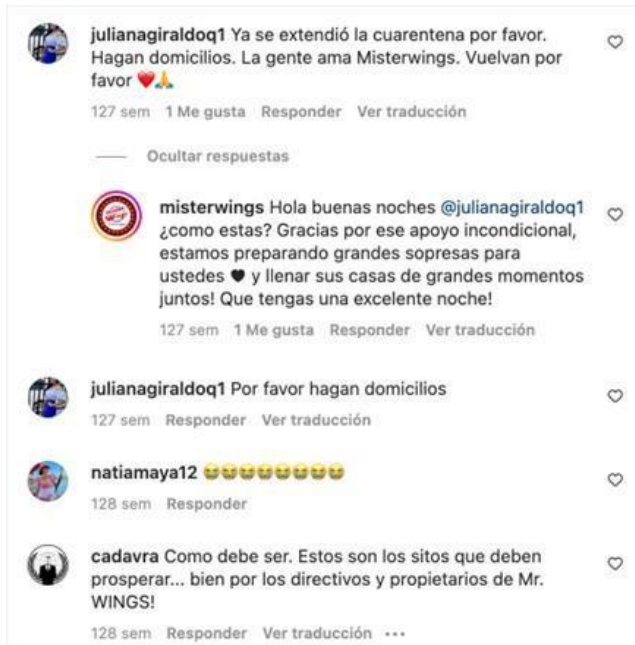 julianagiraldoq1 Ya se extendió la cuarentena por favor.
Hagan domicilios. La gente ama Misterwings. Vuelvan por
favor ❤️🙏
127 sem 1 Me gusta Responder Ver traducción
Ocultar respuestas
misterwings Hola buenas noches @julianagiraldoq1
¿como estas? Gracias por ese apoyo incondicional,
estamos preparando grandes sopresas para
ustedes 🖤 y llenar sus casas de grandes momentos
juntos! Que tengas una excelente noche!
127 sem 1 Me gusta Responder Ver traducción
julianagiraldoq1 Por favor hagan domicilios
127 sem Responder Ver traducción
natiamaya12 😭😭😭😭😭😭😭😭
128 sem Responder
cadavra Como debe ser. Estos son los sitos que deben
prosperar... bien por los directivos y propietarios de Mr.
WINGS!
128 sem Responder Ver traducción •••